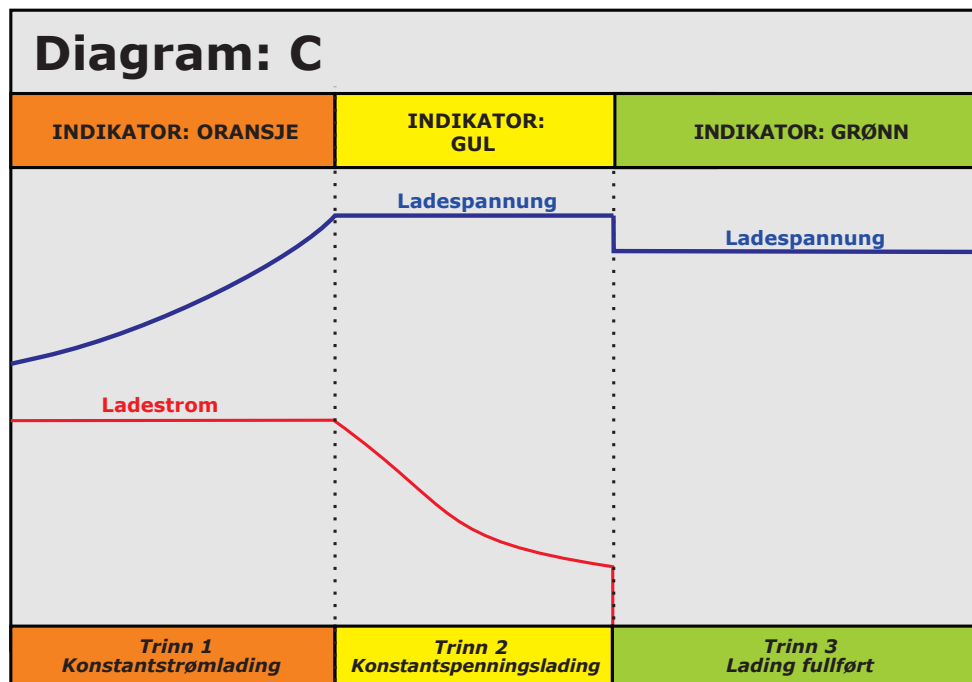 Diagram: C
INDIKATOR: ORANSJE
INDIKATOR:
GUL
INDIKATOR: GRØNN
Ladespannung
Ladespannung
Ladestrom
Trinn 1
Konstantstrømlading
Trinn 2
Konstantspenningslading
Trinn 3
Lading fullført